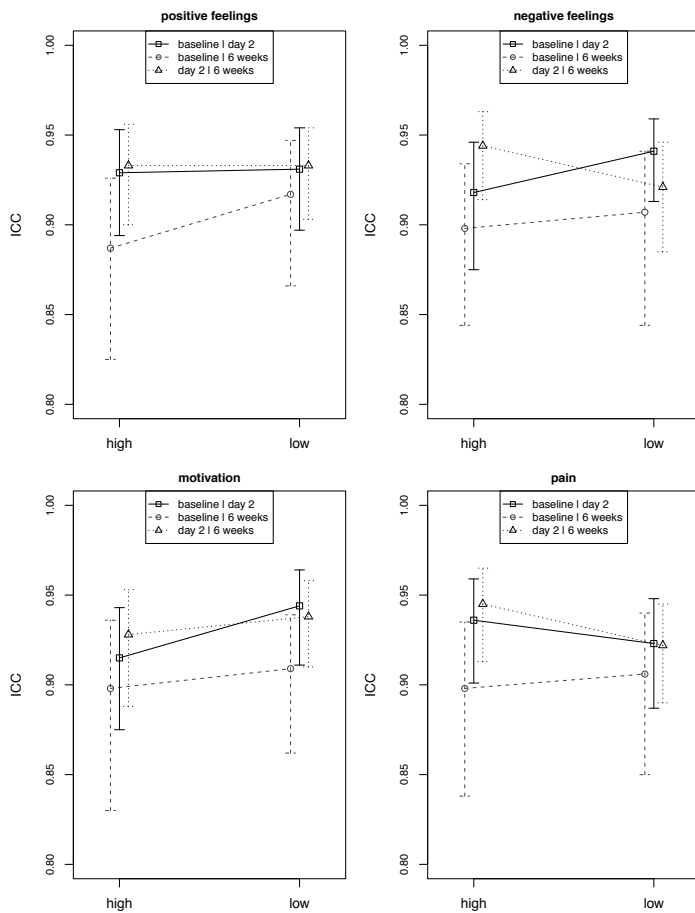 positive feelings
baseline | day 2
baseline | 6 weeks
day 2 | 6 weeks
ICC
1.00
0.95
0.90
0.85
0.80
high low
negative feelings
baseline | day 2
baseline | 6 weeks
day 2 | 6 weeks
ICC
1.00
0.95
0.90
0.85
0.80
high low
motivation
baseline | day 2
baseline | 6 weeks
day 2 | 6 weeks
ICC
1.00
0.95
0.90
0.85
0.80
high low
pain
baseline | day 2
baseline | 6 weeks
day 2 | 6 weeks
ICC
1.00
0.95
0.90
0.85
0.80
high low